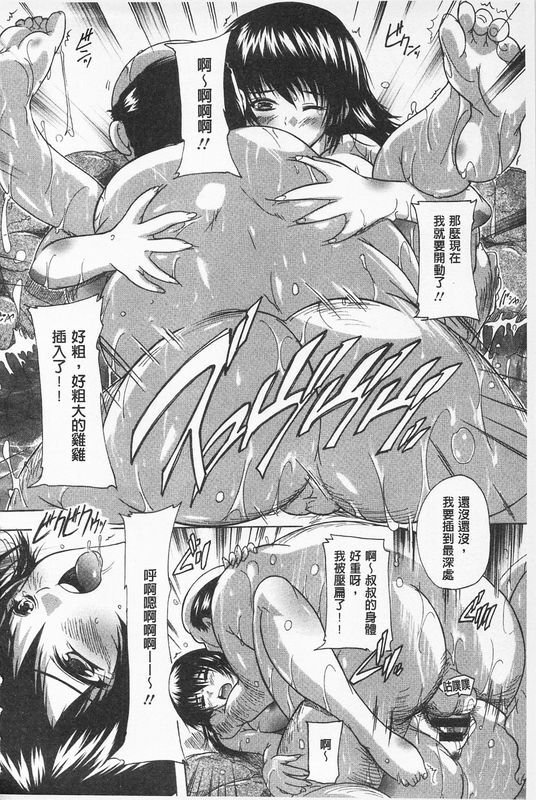 啊～啊啊啊!!
那麼現在
我就要開動了!!
好粗，好粗大的雞雞
插入了!!
還沒還沒，
我要插到最深處
啊～叔叔的身體
好重呀，
我被壓扁了!!
咕噗噗
啊～
呼啊嗯啊啊啊——～!!